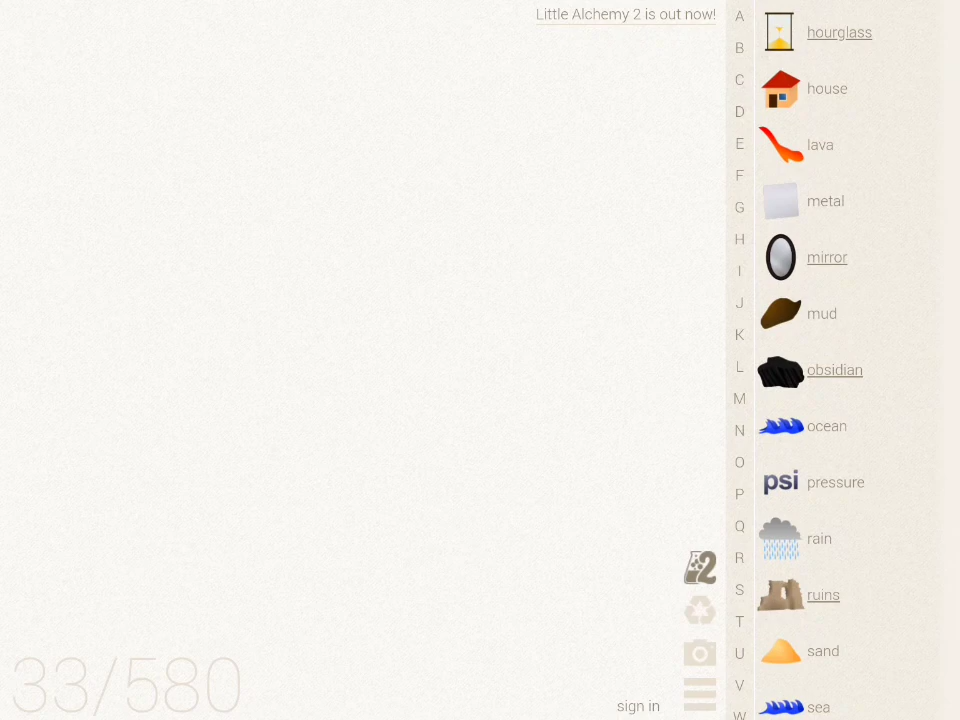 Little Alchemy 2 is out now!
A
B
C
D
E
F
G
H
I
J
K
L
M
N
O
P
Q
R
S
T
U
V
W
hourglass
house
lava
metal
mirror
mud
obsidian
ocean
psi pressure
rain
ruins
sand
sea
2
33/580
sign in